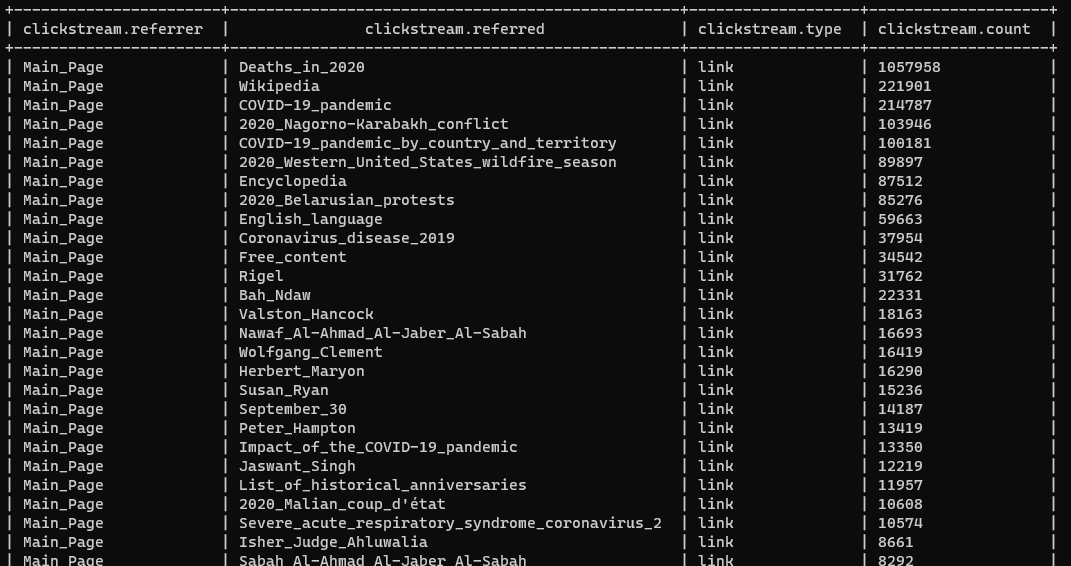 clickstream.referrer | clickstream.referred | clickstream.type | clickstream.count
Main_Page | Deaths_in_2020 | link | 1057958
Main_Page | Wikipedia | link | 221901
Main_Page | COVID-19_pandemic | link | 214787
Main_Page | 2020_Nagorno-Karabakh_conflict | link | 103946
Main_Page | COVID-19_pandemic_by_country_and_territory | link | 100181
Main_Page | 2020_Western_United_States_wildfire_season | link | 89897
Main_Page | Encyclopedia | link | 87512
Main_Page | 2020_Belarusian_protests | link | 85276
Main_Page | English_language | link | 59663
Main_Page | Coronavirus_disease_2019 | link | 37954
Main_Page | Free_content | link | 34542
Main_Page | Rigel | link | 31762
Main_Page | Bah_Ndaw | link | 22331
Main_Page | Valston_Hancock | link | 18163
Main_Page | Nawaf_Al-Ahmad_Al-Jaber_Al-Sabah | link | 16693
Main_Page | Wolfgang_Clement | link | 16419
Main_Page | Herbert_Maryon | link | 16290
Main_Page | Susan_Ryan | link | 15236
Main_Page | September_30 | link | 14187
Main_Page | Peter_Hampton | link | 13419
Main_Page | Impact_of_the_COVID-19_pandemic | link | 13350
Main_Page | Jaswant_Singh | link | 12219
Main_Page | List_of_historical_anniversaries | link | 11957
Main_Page | 2020_Malian_coup_d'état | link | 10608
Main_Page | Severe_acute_respiratory_syndrome_coronavirus_2 | link | 10574
Main_Page | Isher_Judge_Ahluwalia | link | 8661
Main_Page | Sabah_Al-Ahmad_Al-Jaber_Al-Sabah | link | 8292